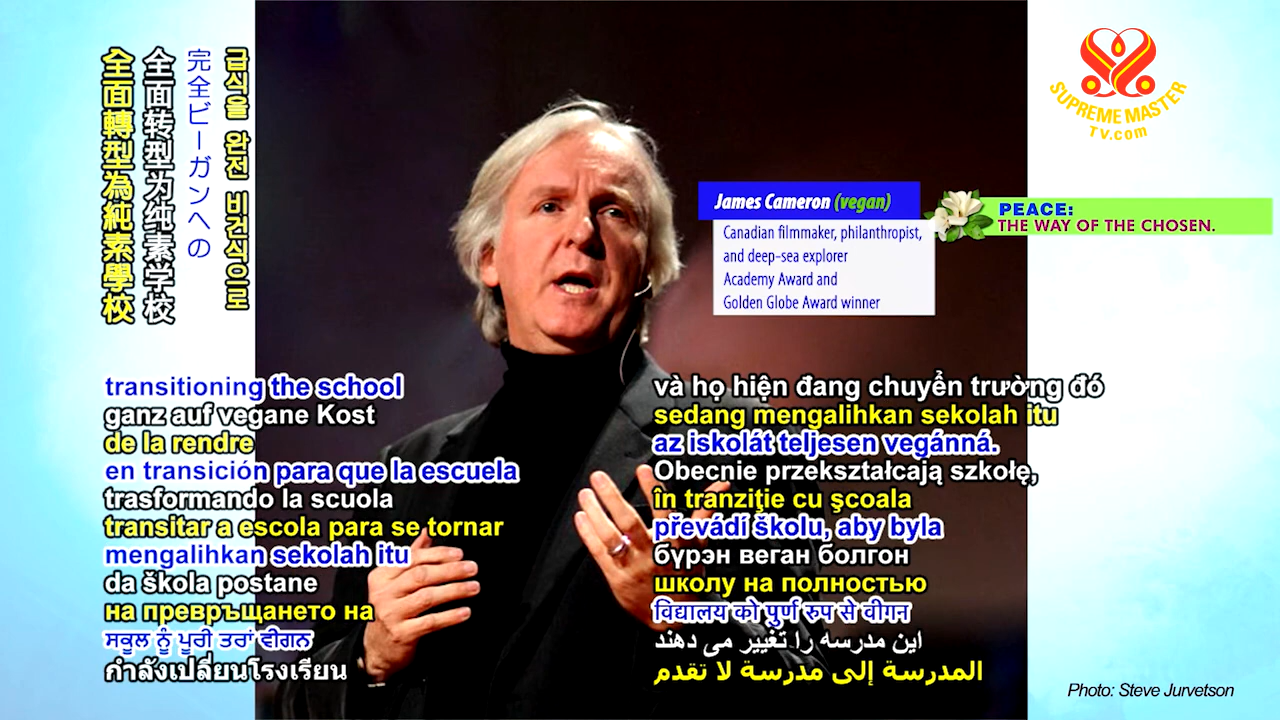 全面轉型為純素學校
全面转型为纯素学校
完全ビーガンへの
급식을 완전 비건식으로
SUPREME MASTER
TV.com
James Cameron (vegan)
Canadian filmmaker, philanthropist,
and deep-sea explorer
Academy Award and
Golden Globe Award winner
PEACE:
THE WAY OF THE CHOSEN.
transitioning the school
ganz auf vegane Kost
de la rendre
en transición para que la escuela
trasformando la scuola
transitar a escola para se tornar
mengalihkan sekolah itu
da škola postane
на превръщането на
ਸਕੂਲ ਨੂੰ ਪੂਰੀ ਤਰਾਂ ਵੀਗਨ
กำลังเปลี่ยนโรงเรียน
và họ hiện đang chuyển trường đó
sedang mengalihkan sekolah itu
az iskolát teljesen vegánná.
Obecnie przekształcają szkołę,
în tranziţie cu şcoala
převádí školu, aby byla
бүрэн веган болгон
школу на полностью
विद्यालय को पूर्ण रुप से वीगन
این مدرسه را تغییر می دهند
المدرسة إلى مدرسة لا تقدم
Photo: Steve Jurvetson